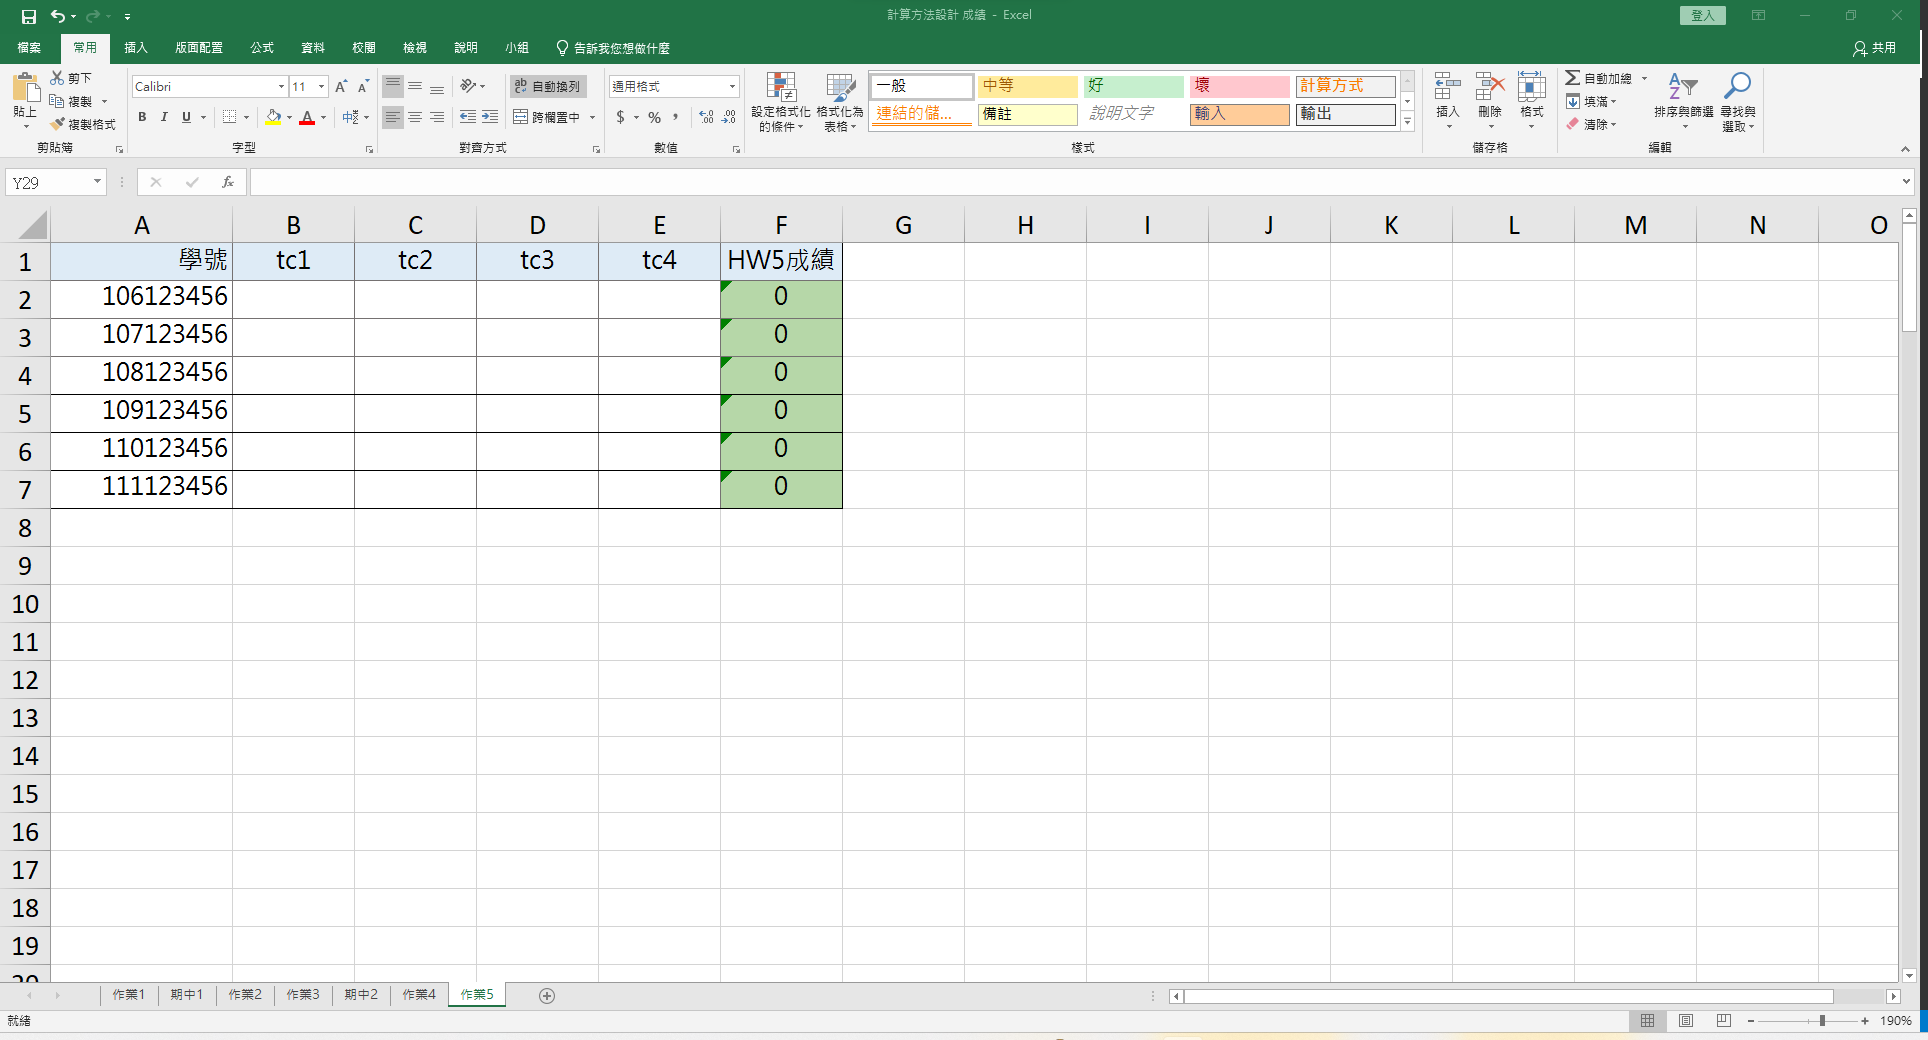 計算方法設計 成績 - Excel
登入
檔案 常用 插入 版面配置 公式 資料 校閱 檢視 說明 小組 告訴我您想做什麼 共用
貼上 剪下 複製 複製格式
剪貼簿
Calibri 11
B I U A 中
字型
ab 自動換列
跨欄置中
對齊方式
通用格式
$ % ,
數值
設定格式化的條件 格式化為表格
一般 中等 好 壞 計算方式
連結的儲... 備註 說明文字 輸入 輸出
樣式
插入 刪除 格式
儲存格
自動加總
填滿
清除
排序與篩選 尋找與選取
編輯
Y29 fx
A B C D E F G H I J K L M N O
1 學號 tc1 tc2 tc3 tc4 HW5成績
2 106123456 0
3 107123456 0
4 108123456 0
5 109123456 0
6 110123456 0
7 111123456 0
8
9
10
11
12
13
14
15
16
17
18
19
20
作業1 期中1 作業2 作業3 期中2 作業4 作業5
就緒 190%